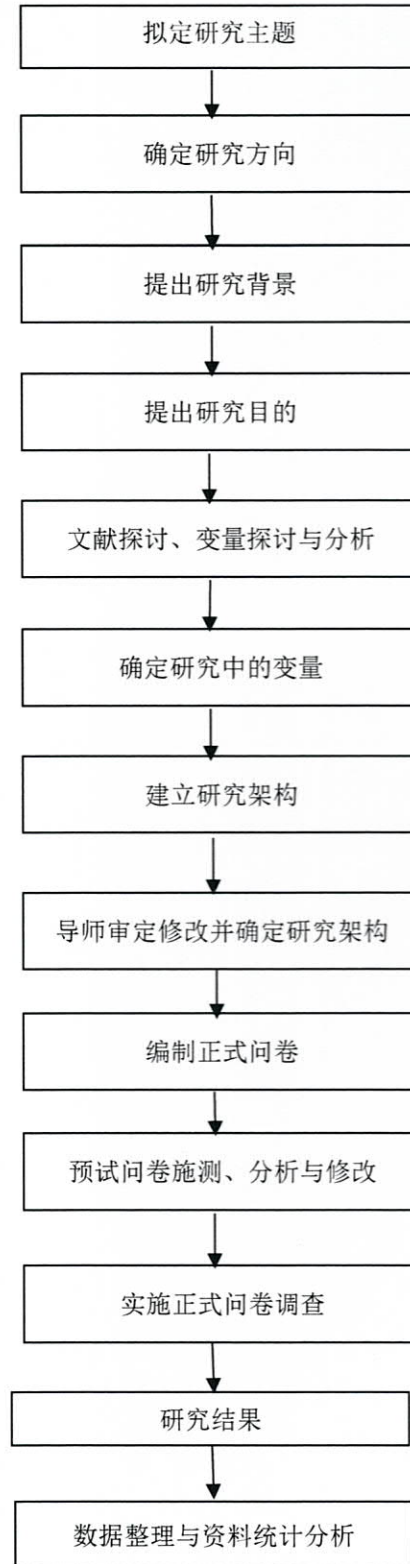 拟定研究主题
确定研究方向
提出研究背景
提出研究目的
文献探讨、变量探讨与分析
确定研究中的变量
建立研究架构
导师审定修改并确定研究架构
编制正式问卷
预试问卷施测、分析与修改
实施正式问卷调查
研究结果
数据整理与资料统计分析